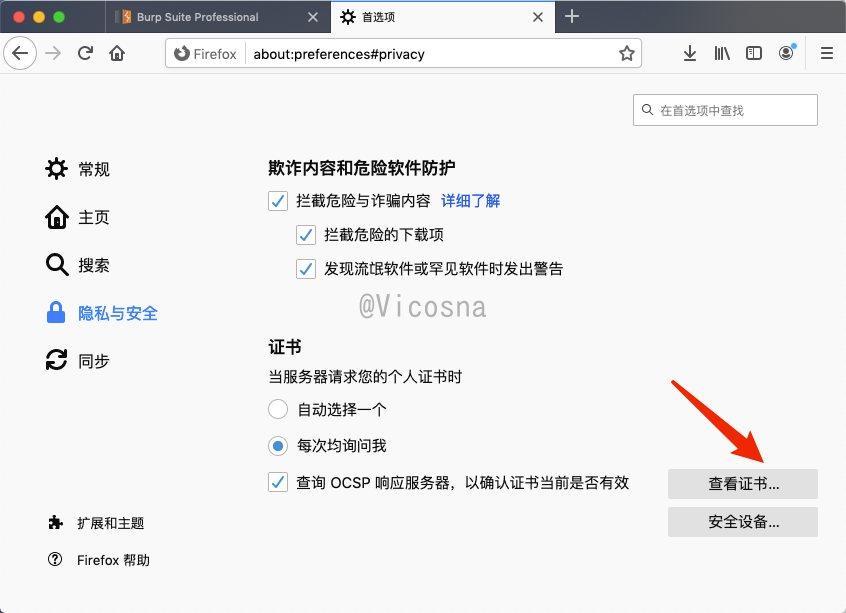 Burp Suite Professional
首选项
Firefox
about:preferences#privacy
在首选项中查找
常规
主页
搜索
隐私与安全
同步
扩展和主题
Firefox 帮助
欺诈内容和危险软件防护
拦截危险与诈骗内容 详细了解
拦截危险的下载项
发现流氓软件或罕见软件时发出警告
@Vicosna
证书
当服务器请求您的个人证书时
自动选择一个
每次均询问我
查询 OCSP 响应服务器，以确认证书当前是否有效
查看证书...
安全设备...